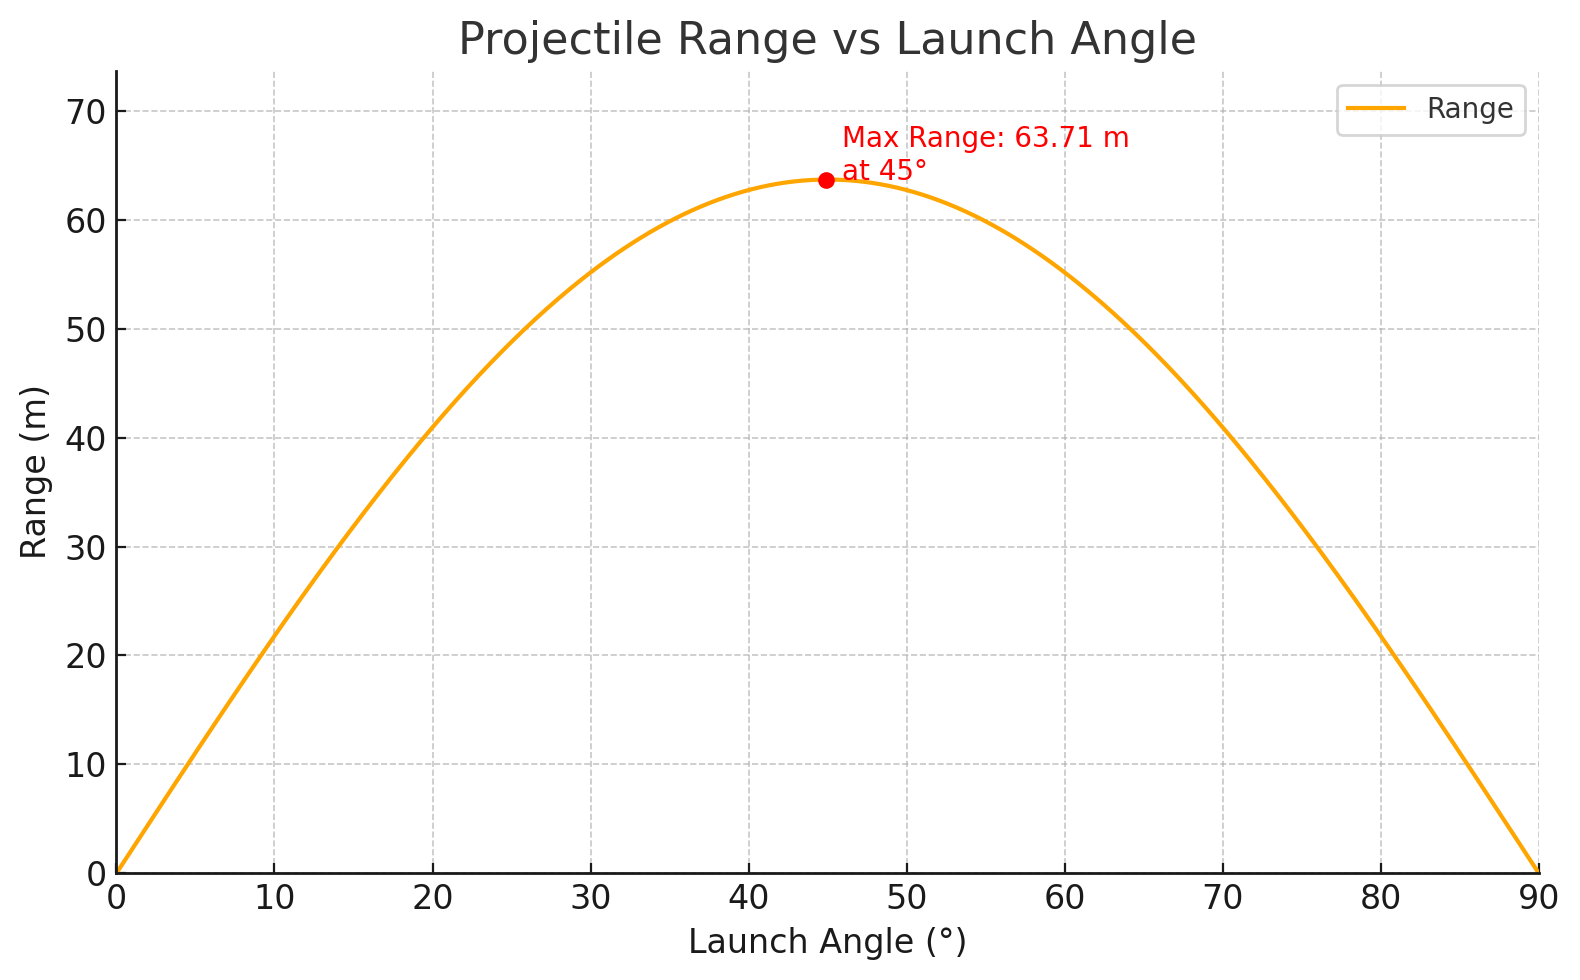 Projectile Range vs Launch Angle
Range
Max Range: 63.71 m
at 45°
Range (m)
70
60
50
40
30
20
10
0
0 10 20 30 40 50 60 70 80 90
Launch Angle (°)